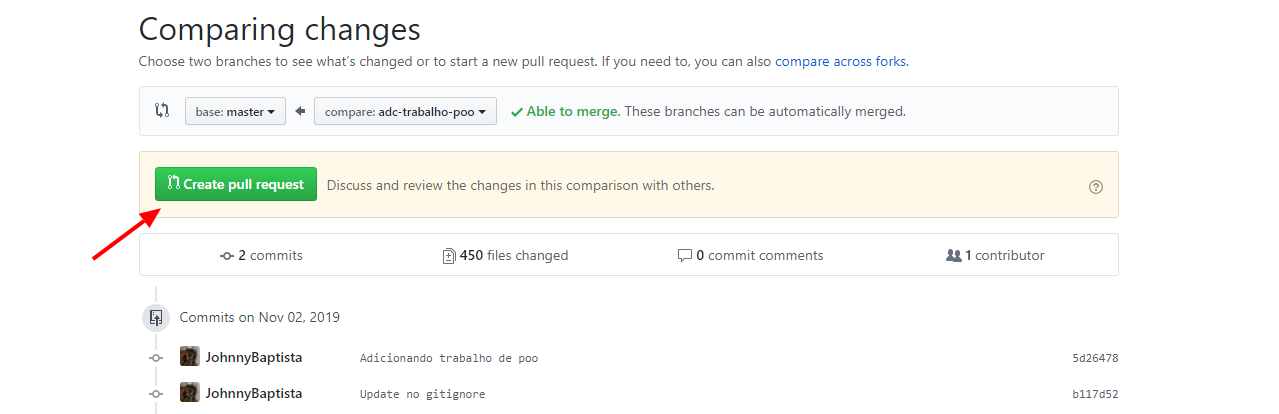 Comparing changes
Choose two branches to see what's changed or to start a new pull request. If you need to, you can also compare across forks.
base: master compare: adc-trabalho-poo Able to merge. These branches can be automatically merged.
Create pull request Discuss and review the changes in this comparison with others.
2 commits 450 files changed 0 commit comments 1 contributor
Commits on Nov 02, 2019
JohnnyBaptista Adicionando trabalho de poo 5d26478
JohnnyBaptista Update no gitignore b117d52